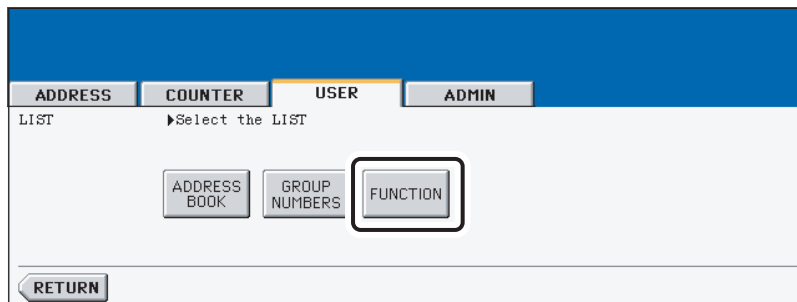 ADDRESS COUNTER USER ADMIN
LIST ▶Select the LIST
ADDRESS BOOK GROUP NUMBERS FUNCTION
RETURN